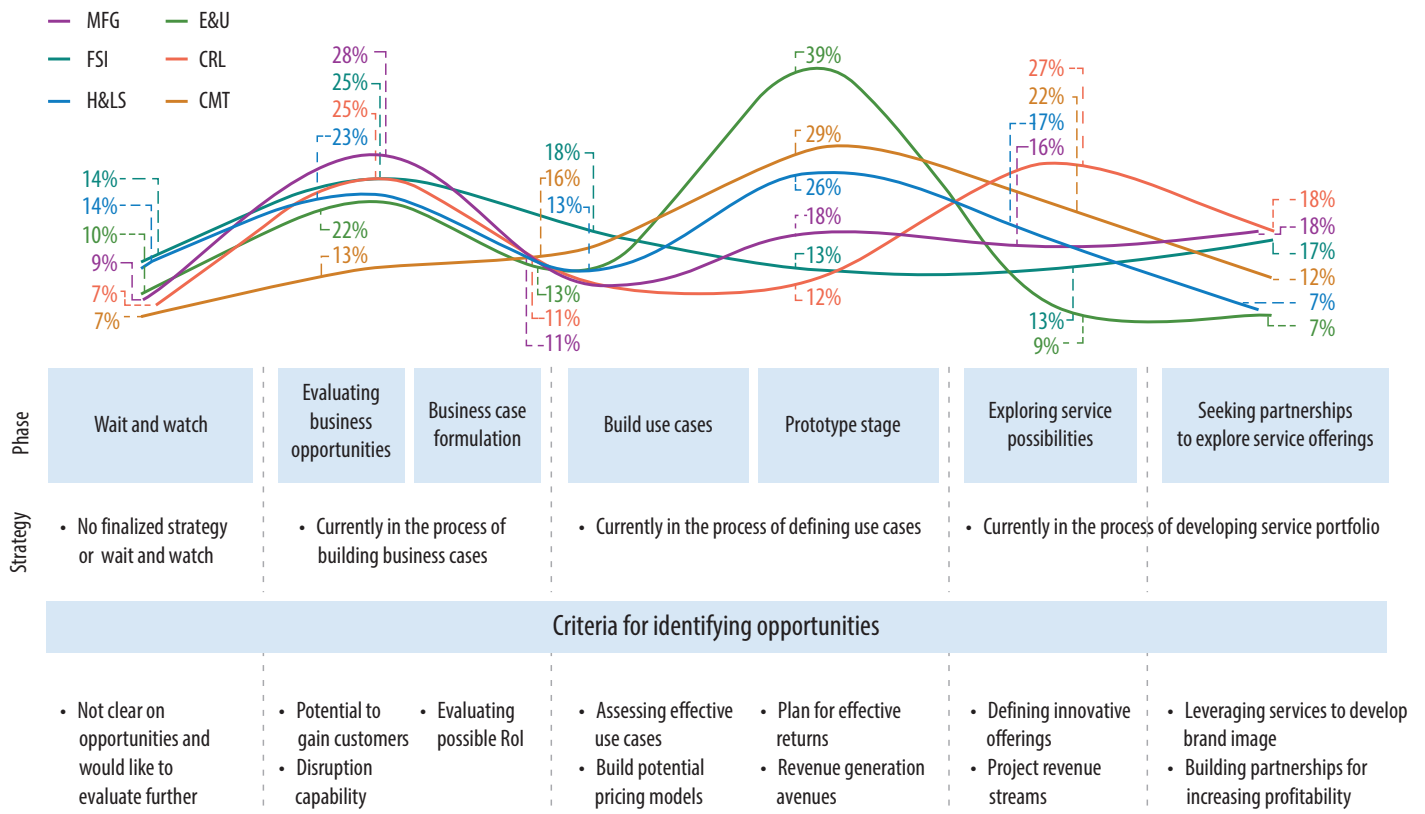 MFG
E&U
FSI
CRL
H&LS
CMT
14%
14%
10%
9%
7%
7%
28%
25%
25%
23%
22%
13%
18%
16%
13%
13%
11%
11%
39%
29%
26%
18%
13%
12%
27%
22%
17%
16%
13%
9%
18%
18%
17%
12%
7%
7%
Phase
Wait and watch
Evaluating
business
opportunities
Business case
formulation
Build use cases
Prototype stage
Exploring service
possibilities
Seeking partnerships
to explore service offerings
Strategy
• No finalized strategy
or wait and watch
• Currently in the process of
building business cases
• Currently in the process of defining use cases
• Currently in the process of developing service portfolio
Criteria for identifying opportunities
• Not clear on
opportunities and
would like to
evaluate further
• Potential to
gain customers
• Disruption
capability
• Evaluating
possible RoI
• Assessing effective
use cases
• Build potential
pricing models
• Plan for effective
returns
• Revenue generation
avenues
• Defining innovative
offerings
• Project revenue
streams
• Leveraging services to develop
brand image
• Building partnerships for
increasing profitability